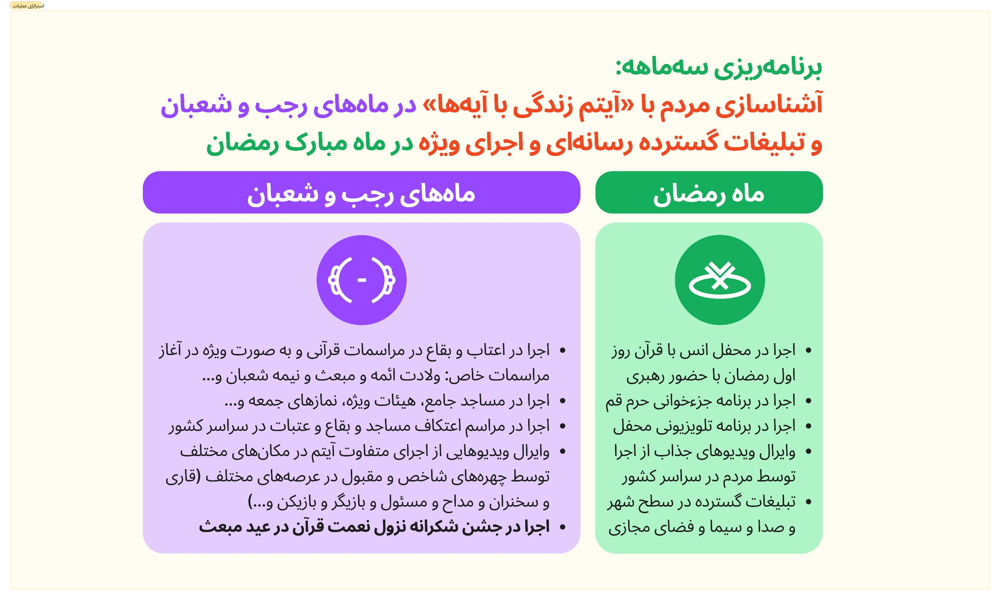 استراتژی عملیات
برنامه‌ریزی سه‌ماهه:
آشناسازی مردم با «آیتم زندگی با آیه‌ها» در ماه‌های رجب و شعبان
و تبلیغات گسترده رسانه‌ای و اجرای ویژه در ماه مبارک رمضان
ماه رمضان
اجرا در محفل انس با قرآن روز
اول رمضان با حضور رهبری
اجرا در برنامه جزءخوانی حرم قم
اجرا در برنامه تلویزیونی محفل
وایرال ویدیوهای جذاب از اجرا
توسط مردم در سراسر کشور
تبلیغات گسترده در سطح شهر
و صدا و سیما و فضای مجازی
ماه‌های رجب و شعبان
اجرا در اعتاب و بقاع در مراسمات قرآنی و به صورت ویژه در آغاز
مراسمات خاص: ولادت ائمه و مبعث و نیمه شعبان و...
اجرا در مساجد جامع، هیئات ویژه، نمازهای جمعه و...
اجرا در مراسم اعتکاف مساجد و بقاع و عتبات در سراسر کشور
وایرال ویدیوهایی از اجرای متفاوت آیتم در مکان‌های مختلف
توسط چهره‌های شاخص و مقبول در عرصه‌های مختلف (قاری
و سخنران و مداح و مسئول و بازیگر و بازیکن و...)
اجرا در جشن شکرانه نزول نعمت قرآن در عید مبعث